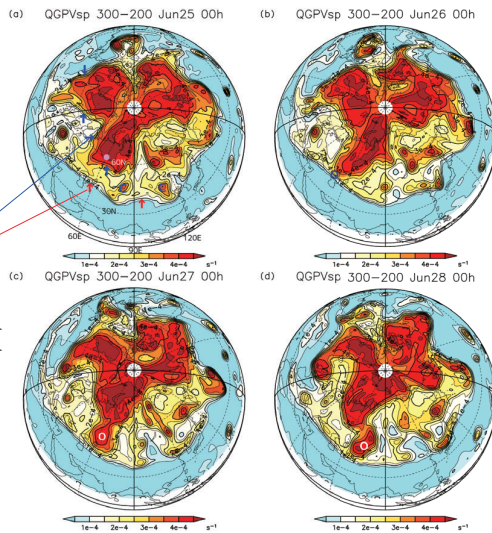 (a) QGPVsp 300-200 Jun25 00h
(b) QGPVsp 300-200 Jun26 00h
60N
30N
60E
90E
120E
1e-4 2e-4 3e-4 4e-4 s⁻¹
1e-4 2e-4 3e-4 4e-4 s⁻¹
(c) QGPVsp 300-200 Jun27 00h
(d) QGPVsp 300-200 Jun28 00h
O
O
1e-4 2e-4 3e-4 4e-4 s⁻¹
1e-4 2e-4 3e-4 4e-4 s⁻¹